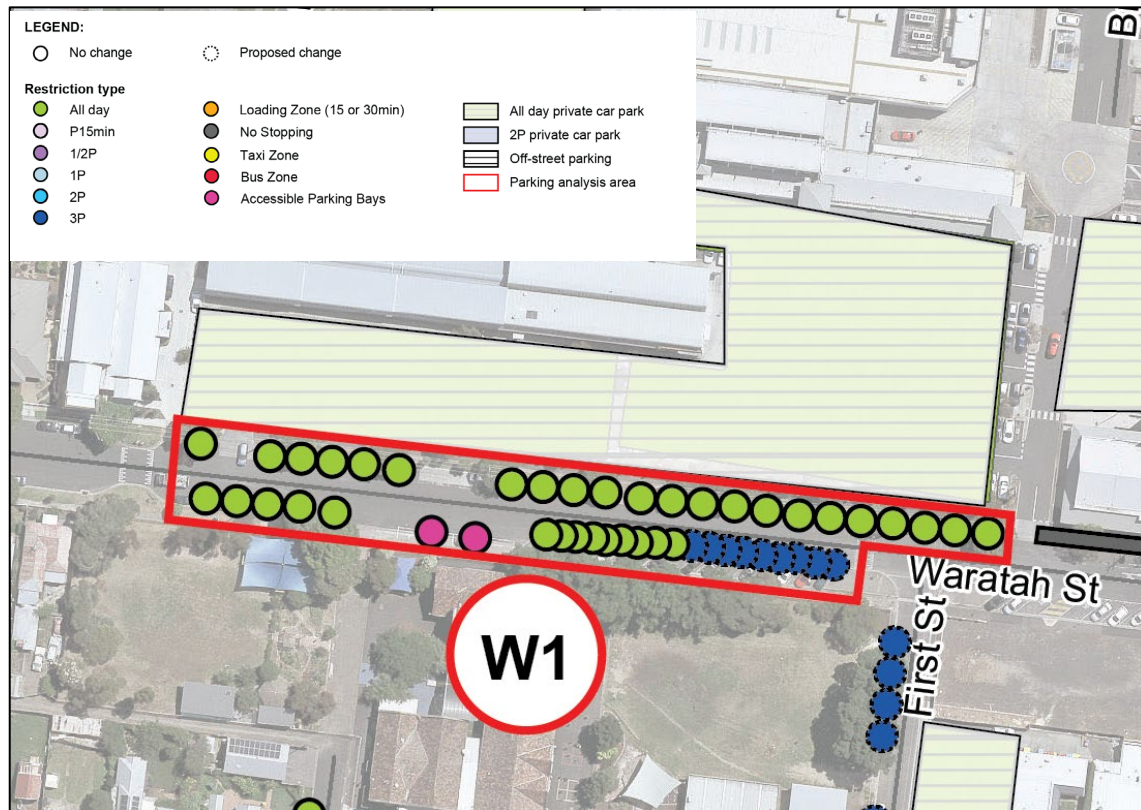 LEGEND:
No change
Proposed change
Restriction type
All day
P15min
1/2P
1P
2P
3P
Loading Zone (15 or 30min)
No Stopping
Taxi Zone
Bus Zone
Accessible Parking Bays
All day private car park
2P private car park
Off-street parking
Parking analysis area
Waratah St
First St
W1